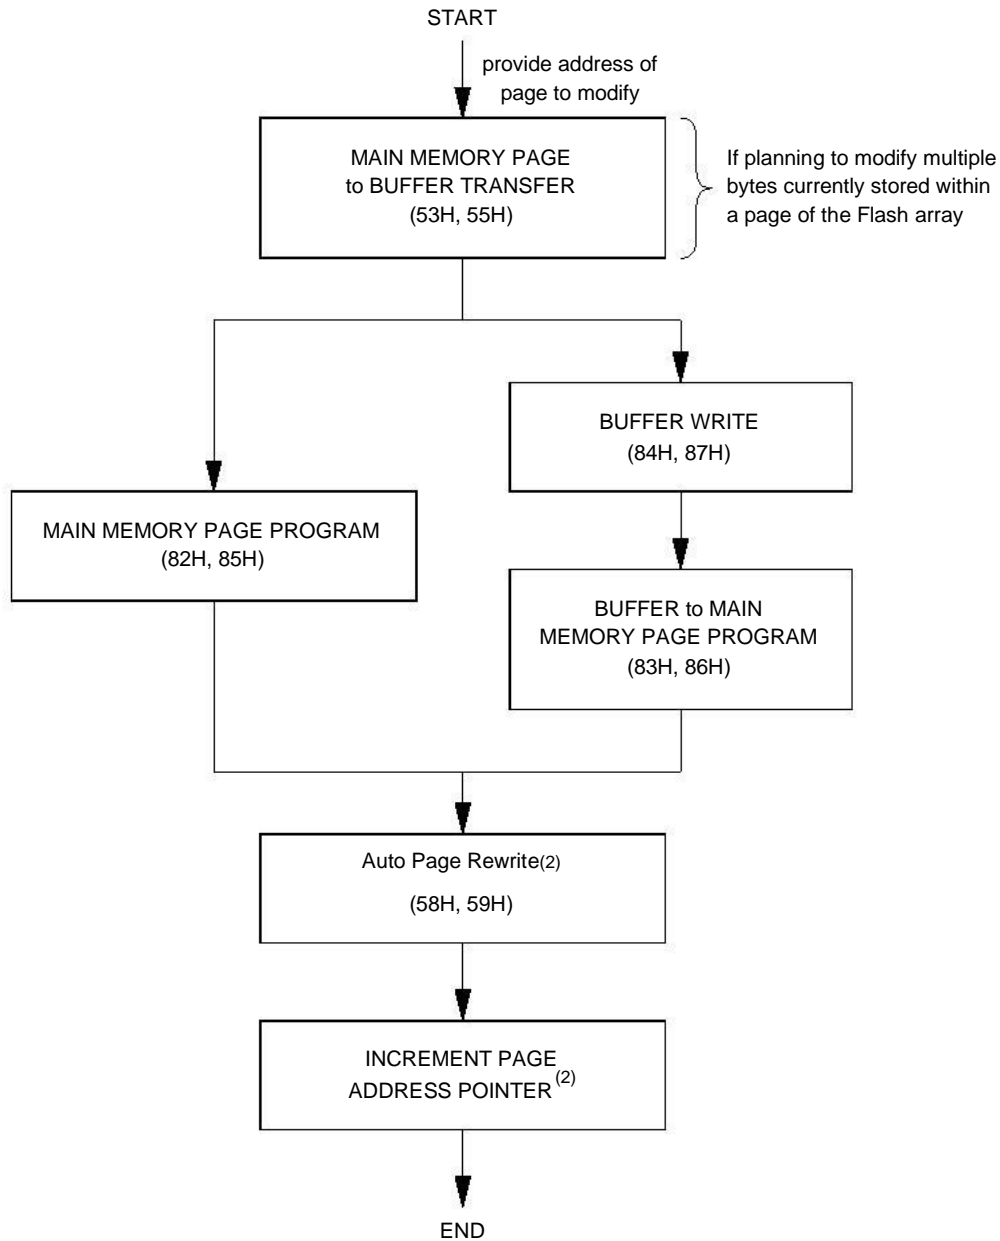 START
provide address of
page to modify
MAIN MEMORY PAGE
to BUFFER TRANSFER
(53H, 55H)
If planning to modify multiple
bytes currently stored within
a page of the Flash array
BUFFER WRITE
(84H, 87H)
MAIN MEMORY PAGE PROGRAM
(82H, 85H)
BUFFER to MAIN
MEMORY PAGE PROGRAM
(83H, 86H)
Auto Page Rewrite(2)
(58H, 59H)
INCREMENT PAGE
ADDRESS POINTER(2)
END